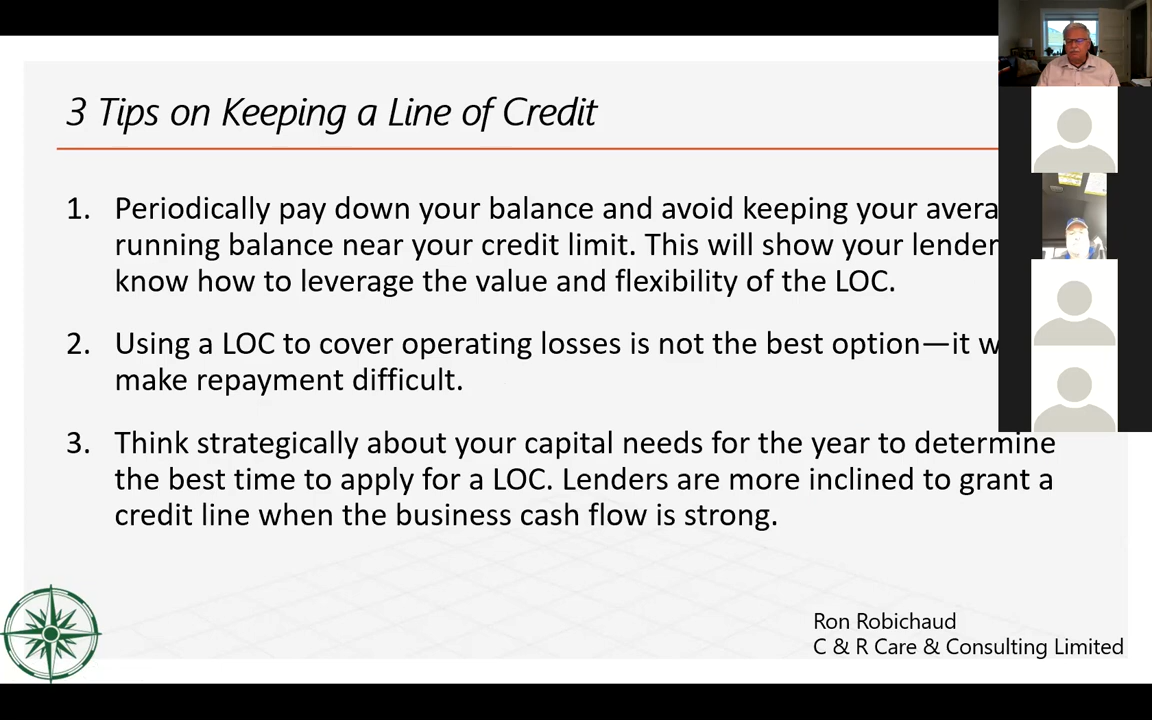 3 Tips on Keeping a Line of Credit
1. Periodically pay down your balance and avoid keeping your
running balance near your credit limit. This will show your lender
know how to leverage the value and flexibility of the LOC.
2. Using a LOC to cover operating losses is not the best option—it
make repayment difficult.
3. Think strategically about your capital needs for the year to determine
the best time to apply for a LOC. Lenders are more inclined to grant a
credit line when the business cash flow is strong.
Ron Robichaud
C & R Care & Consulting Limited